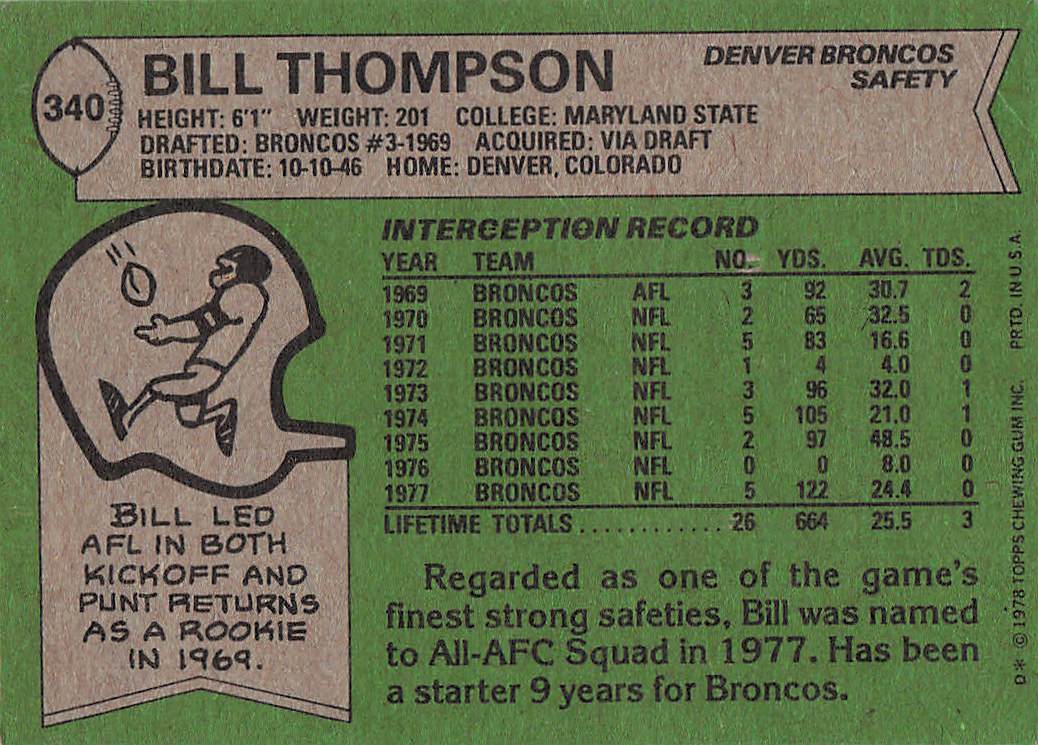 340
BILL THOMPSON
DENVER BRONCOS
SAFETY
HEIGHT: 6'1" WEIGHT: 201 COLLEGE: MARYLAND STATE
DRAFTED: BRONCOS #3-1969 ACQUIRED: VIA DRAFT
BIRTHDATE: 10-10-46 HOME: DENVER, COLORADO
INTERCEPTION RECORD
YEAR TEAM NO. YDS. AVG. TDS.
1969 BRONCOS AFL 3 92 30.7 2
1970 BRONCOS NFL 2 65 32.5 0
1971 BRONCOS NFL 5 83 16.6 0
1972 BRONCOS NFL 1 4 4.0 0
1973 BRONCOS NFL 3 96 32.0 1
1974 BRONCOS NFL 5 105 21.0 1
1975 BRONCOS NFL 2 97 48.5 0
1976 BRONCOS NFL 0 0 8.0 0
1977 BRONCOS NFL 5 122 24.4 0
LIFETIME TOTALS............ 26 664 25.5 3
BILL LED
AFL IN BOTH
KICKOFF AND
PUNT RETURNS
AS A ROOKIE
IN 1969.
Regarded as one of the game's
finest strong safeties, Bill was named
to All-AFC Squad in 1977. Has been
a starter 9 years for Broncos.
D* © 1978 TOPPS CHEWING GUM INC. PRTD. IN U.S.A.